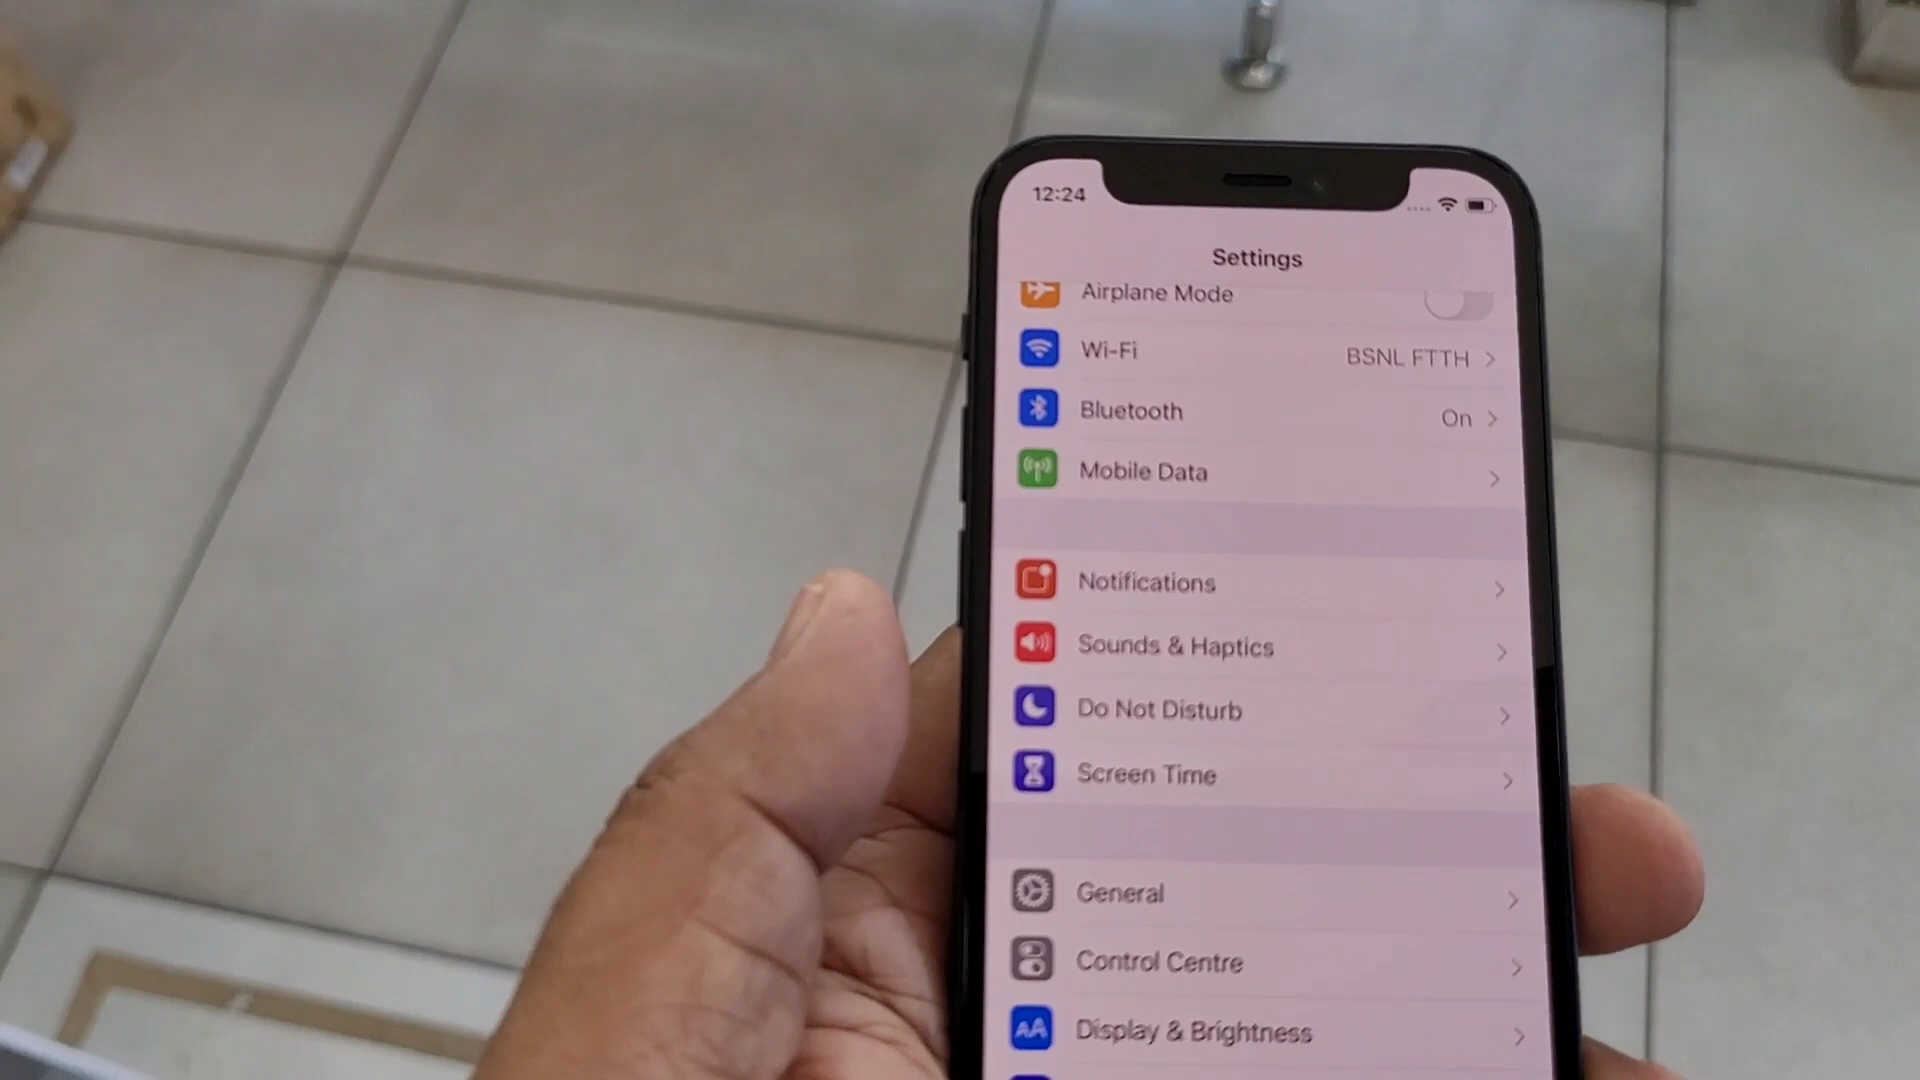 12:24
Settings
Airplane Mode
Wi-Fi BSNL FTTH
Bluetooth On
Mobile Data
Notifications
Sounds & Haptics
Do Not Disturb
Screen Time
General
Control Centre
AA Display & Brightness